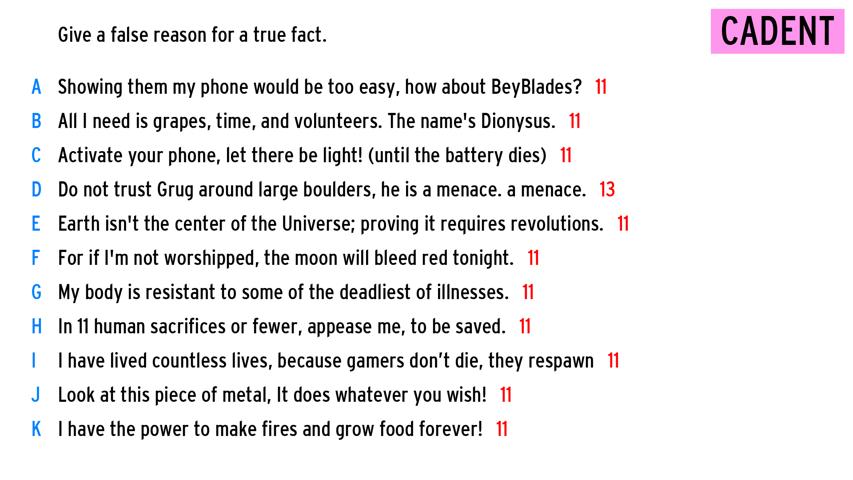 Give a false reason for a true fact.
CADENT
A Showing them my phone would be too easy, how about BeyBlades? 11
B All I need is grapes, time, and volunteers. The name's Dionysus. 11
C Activate your phone, let there be light! (until the battery dies) 11
D Do not trust Grug around large boulders, he is a menace. a menace. 13
E Earth isn't the center of the Universe; proving it requires revolutions. 11
F For if I'm not worshipped, the moon will bleed red tonight. 11
G My body is resistant to some of the deadliest of illnesses. 11
H In 11 human sacrifices or fewer, appease me, to be saved. 11
I I have lived countless lives, because gamers don’t die, they respawn 11
J Look at this piece of metal, It does whatever you wish! 11
K I have the power to make fires and grow food forever! 11